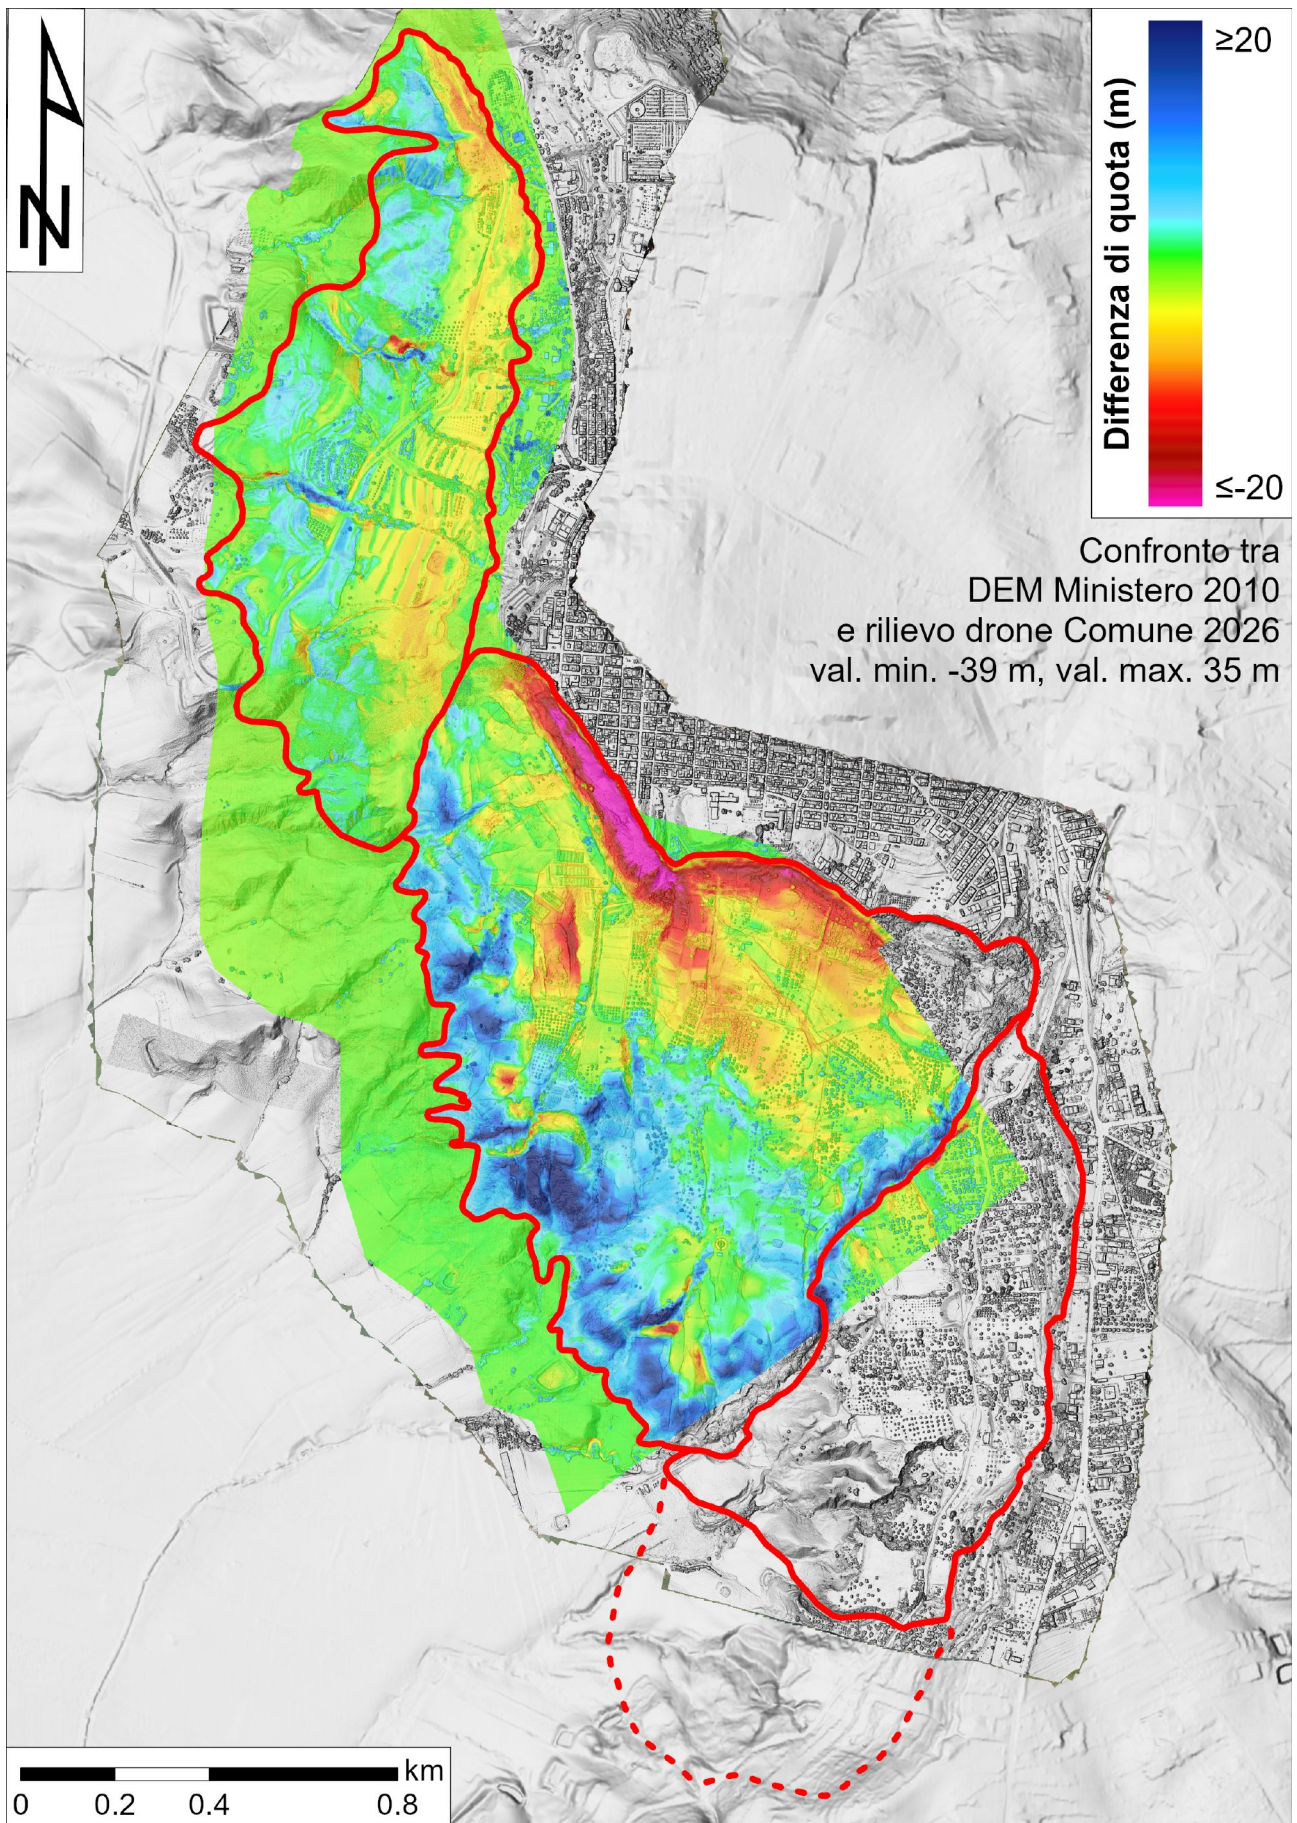 N
Differenza di quota (m)
≥20
≤-20
Confronto tra
DEM Ministero 2010
e rilievo drone Comune 2026
val. min. -39 m, val. max. 35 m
km
0 0.2 0.4 0.8